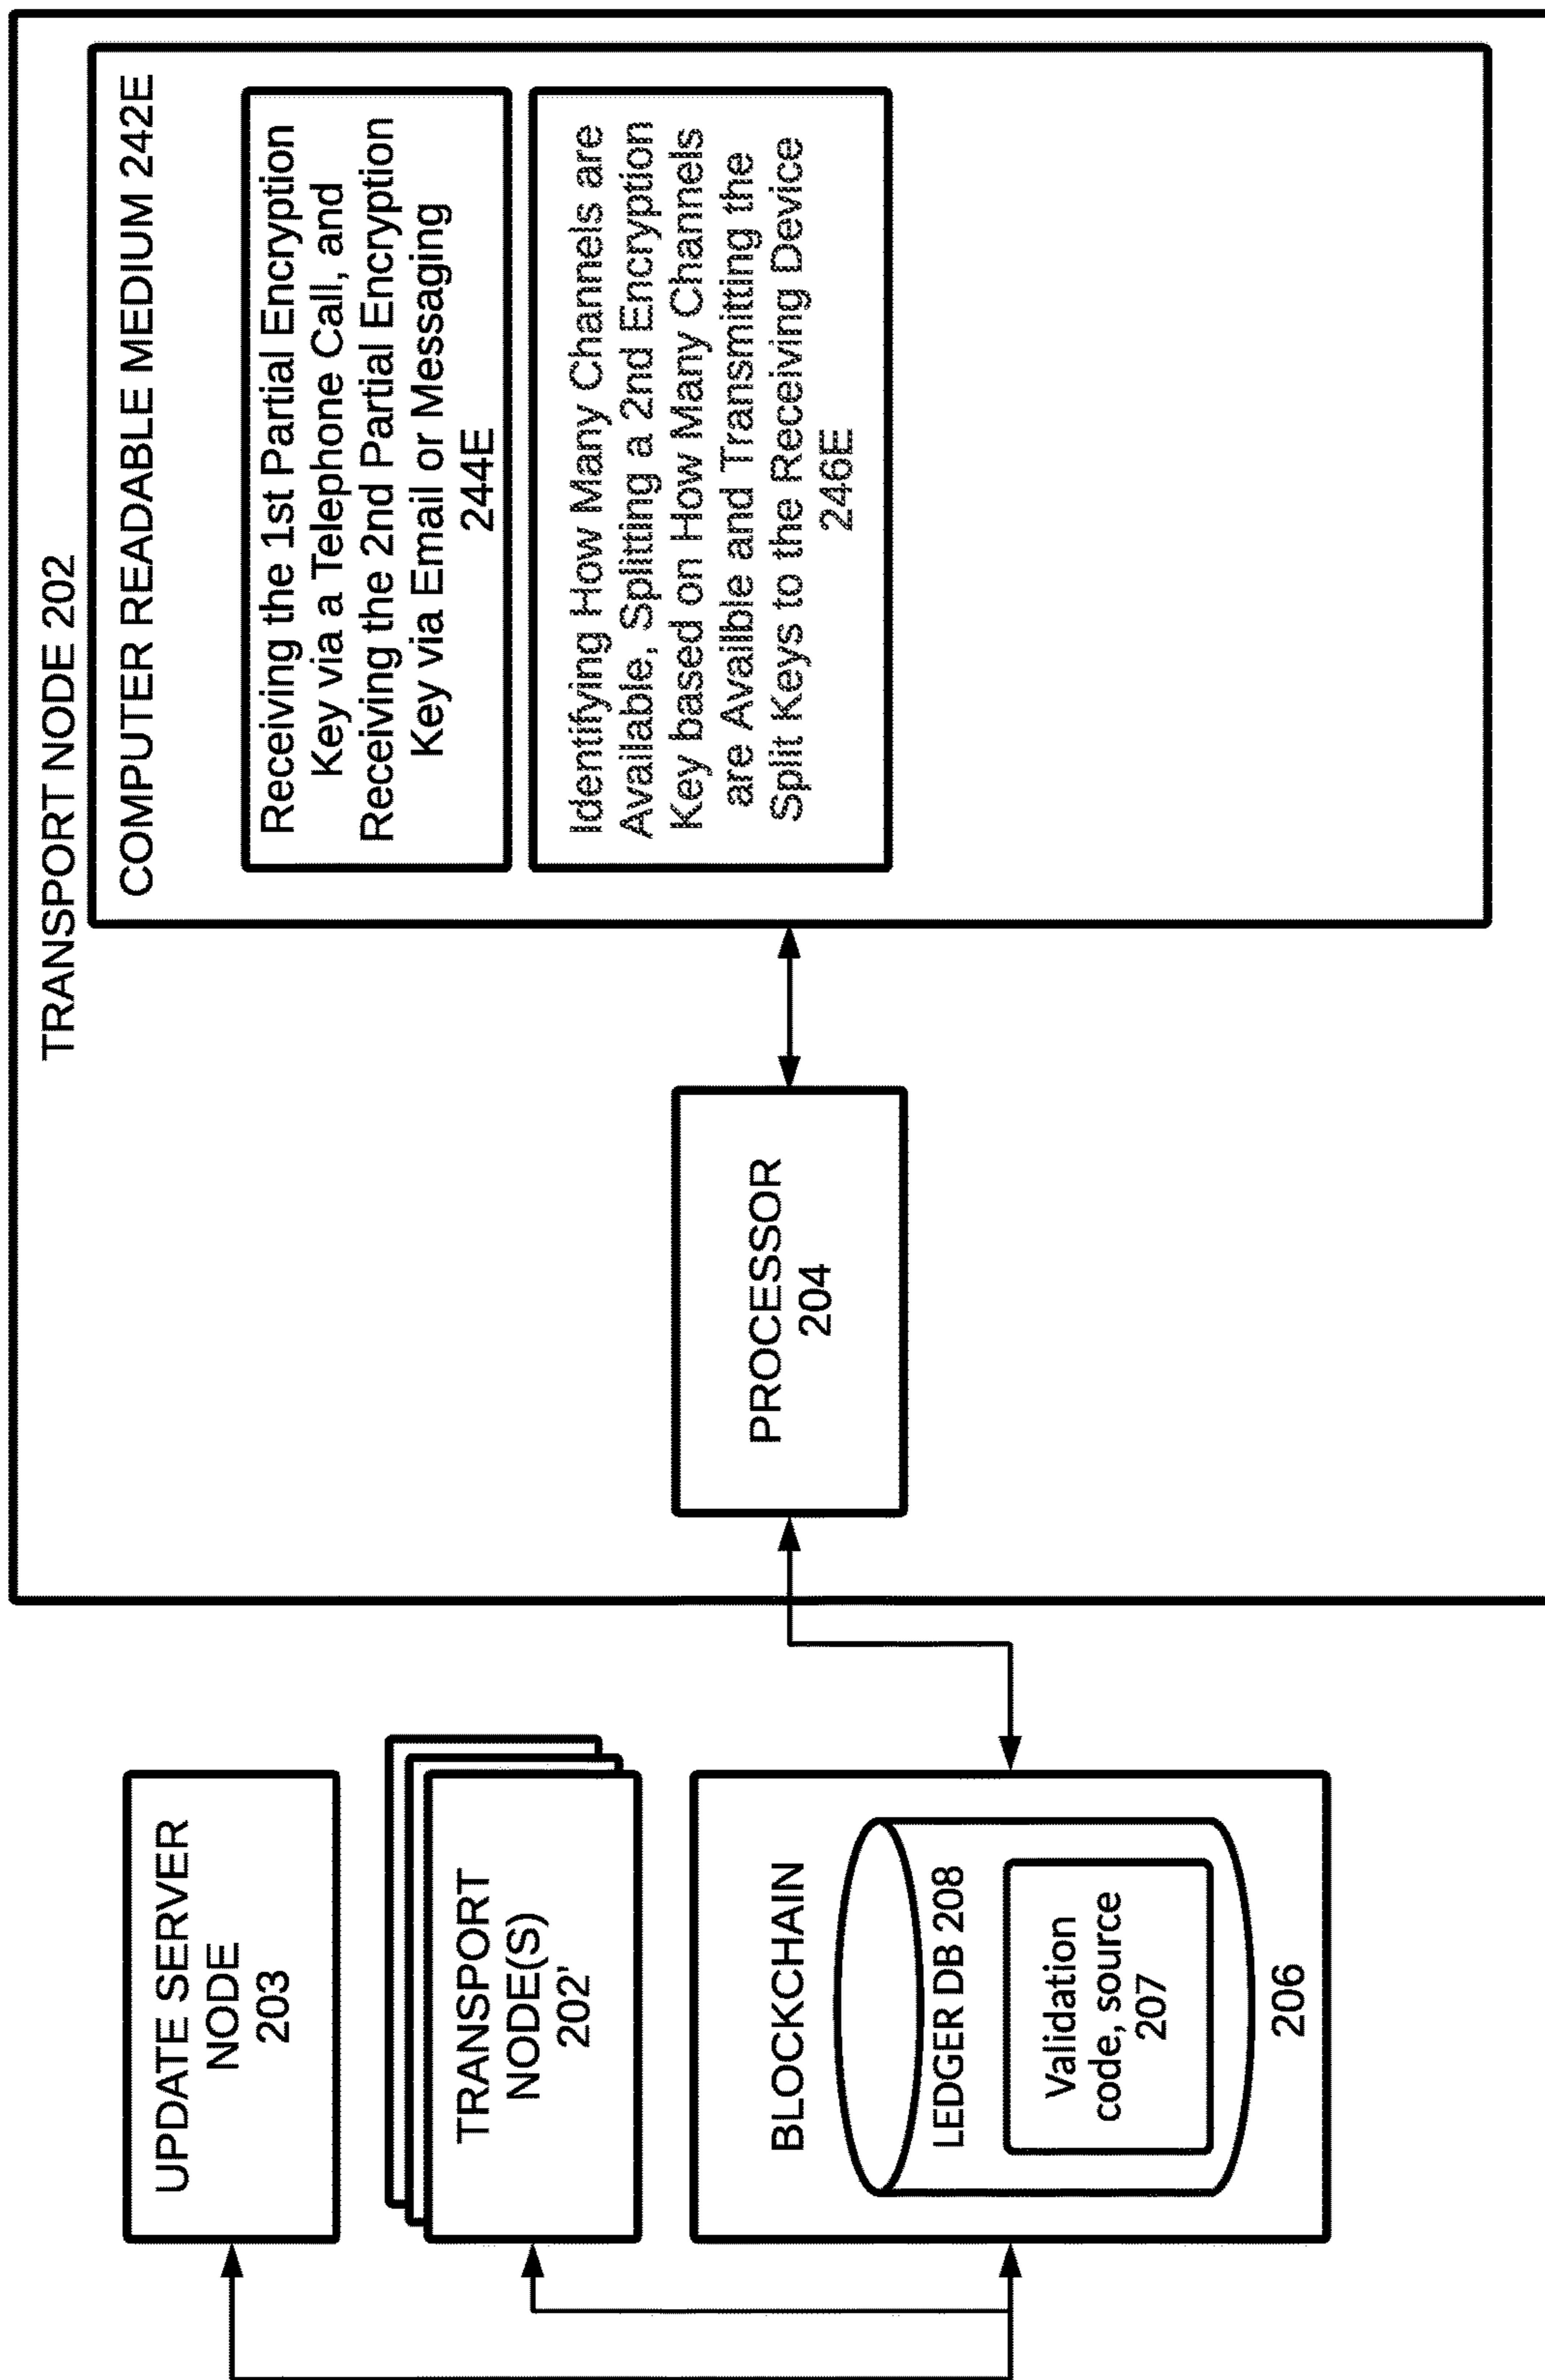 TRANSPORT NODE 202
COMPUTER READABLE MEDIUM 242E
Receiving the 1st Partial Encryption
Key via a Telephone Call, and
Receiving the 2nd Partial Encryption
Key via Email or Messaging
244E
Identifying How Many Channels are
Available, Splitting a 2nd Encryption
Key based on How Many Channels
are Availble and Transmitting the
Split Keys to the Receiving Device
246E
PROCESSOR
204
UPDATE SERVER
NODE
203
TRANSPORT
NODE(S)
202'
BLOCKCHAIN
LEDGER DB 208
Validation
code, source
207
206